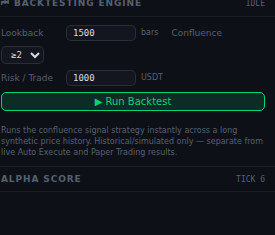 ⏮ BACKTESTING ENGINE IDLE
Lookback 1500 bars Confluence
≥2
Risk / Trade 1000 USDT
▶ Run Backtest
Runs the confluence signal strategy instantly across a long
synthetic price history. Historical/simulated only — separate from
live Auto Execute and Paper Trading results.
ALPHA SCORE TICK 6